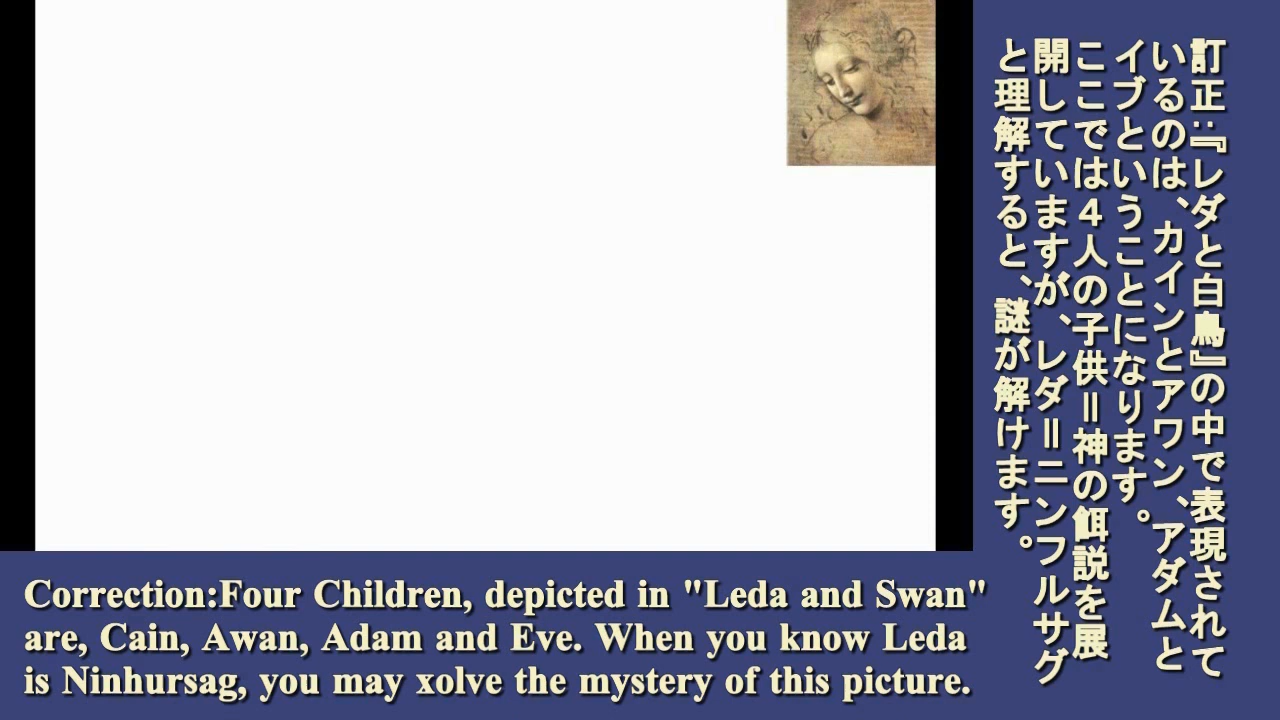 訂正:『レダと白鳥』の中で表現されて
いるのは、カインとアワン、アダムと
イブということになります。
ここでは４人の子供＝神の餌説を展
開していますが、レダ＝ニンフルサグ
と理解すると、謎が解けます。
Correction:Four Children, depicted in "Leda and Swan"
are, Cain, Awan, Adam and Eve. When you know Leda
is Ninhursag, you may xolve the mystery of this picture.